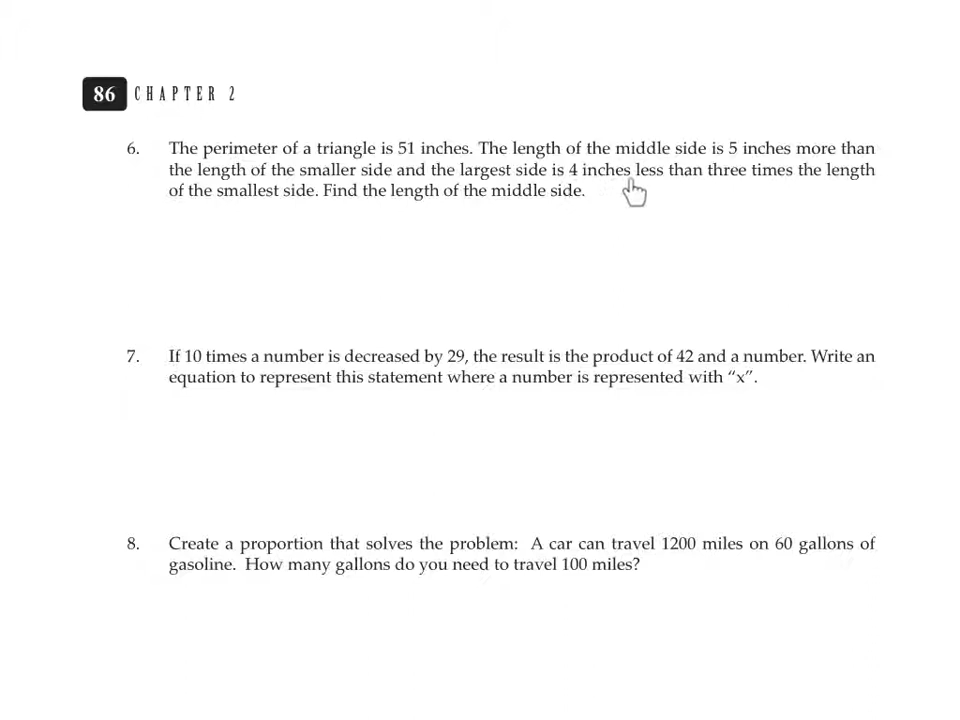 86 CHAPTER 2
6. The perimeter of a triangle is 51 inches. The length of the middle side is 5 inches more than
the length of the smaller side and the largest side is 4 inches less than three times the length
of the smallest side. Find the length of the middle side.
7. If 10 times a number is decreased by 29, the result is the product of 42 and a number. Write an
equation to represent this statement where a number is represented with “x”.
8. Create a proportion that solves the problem: A car can travel 1200 miles on 60 gallons of
gasoline. How many gallons do you need to travel 100 miles?